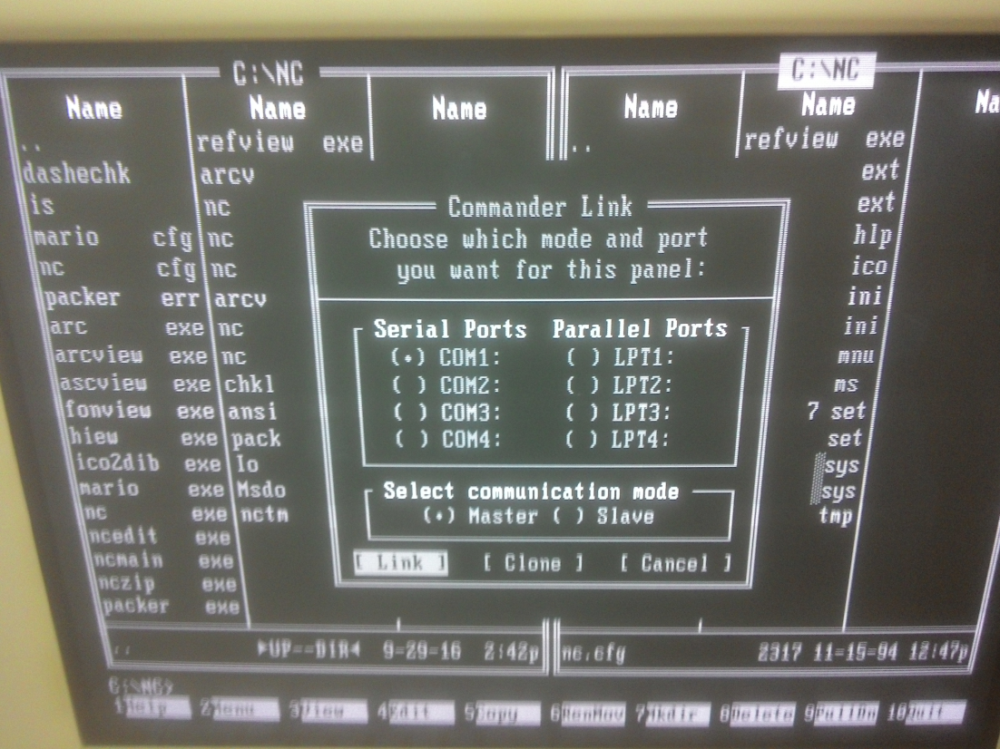 C:\NC C:\NC
Name Name Name Name Name Na
.. refview exe .. refview exe
dashechk arcv ext
is nc ext
mario cfg nc hlp
nc cfg nc ico
packer err arcv ini
arc exe nc ini
arcview exe nc mnu
ascview exe chkl ms
fonview exe ansi 7 set
hiew exe pack set
ico2dib exe Io sys
mario exe Msdo sys
nc exe nctm tmp
ncedit exe
ncmain exe
nczip exe
packer exe
Commander Link
Choose which mode and port
you want for this panel:
Serial Ports Parallel Ports
(•) COM1: ( ) LPT1:
( ) COM2: ( ) LPT2:
( ) COM3: ( ) LPT3:
( ) COM4: ( ) LPT4:
Select communication mode
(•) Master ( ) Slave
[ Link ] [ Clone ] [ Cancel ]
.. ►UP--DIR◄ 9-29-16 2:42p nc.cfg 2317 11-15-94 12:47p
C:\NC>
1Help 2Menu 3View 4Edit 5Copy 6RenMov 7Mkdir 8Delete 9PullDn 10Quit